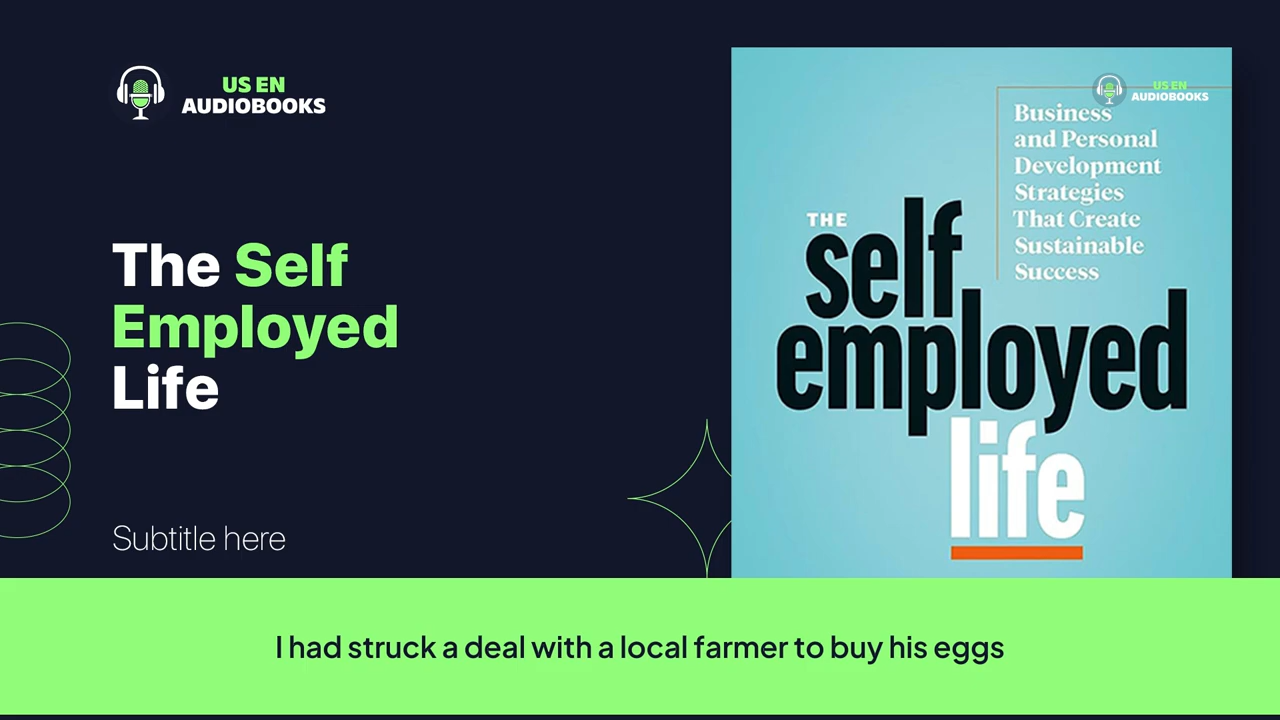 US EN
AUDIOBOOKS
The Self
Employed
Life
Subtitle here
US EN
AUDIOBOOKS
Business
and Personal
Development
Strategies
That Create
Sustainable
Success
THE
self
employed
life
I had struck a deal with a local farmer to buy his eggs